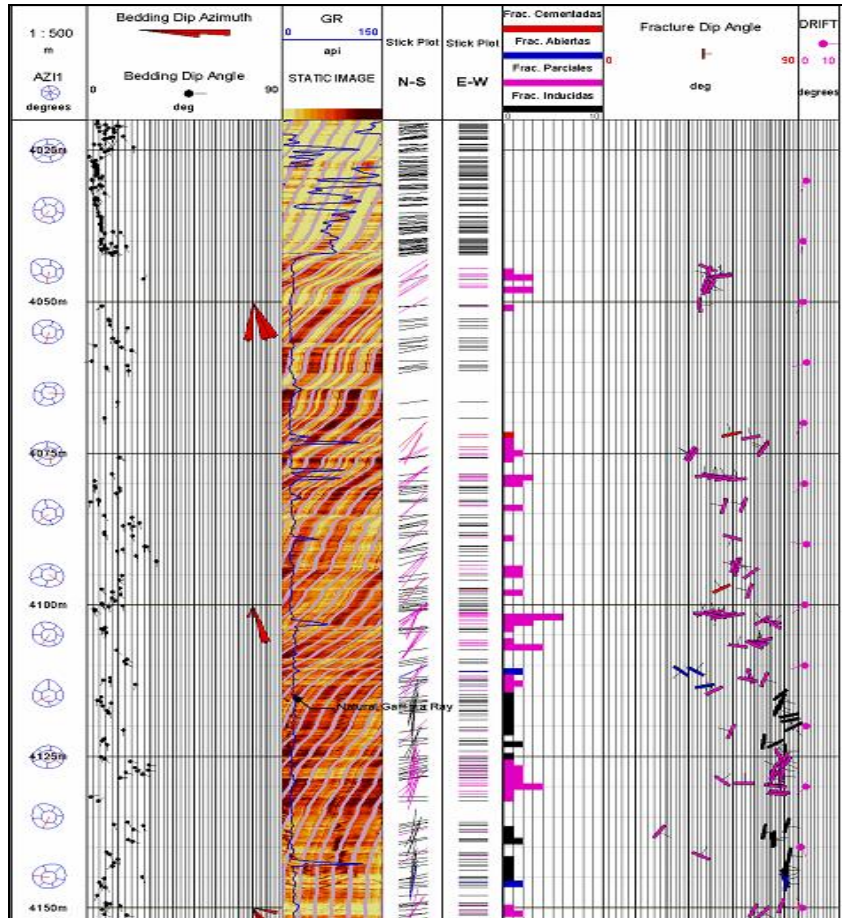 1 : 500
m
AZI1
degrees
Bedding Dip Azimuth
Bedding Dip Angle
0
deg
90
GR
0 150
api
STATIC IMAGE
Stick Plot
N-S
Stick Plot
E-W
Frac. Cementadas
Frac. Abiertas
Frac. Parciales
Frac. Inducidas
0 10
Fracture Dip Angle
0 90
deg
DRIFT
0 10
degrees
4025m
4050m
4075m
4100m
Natural Gamma Ray
4125m
4150m